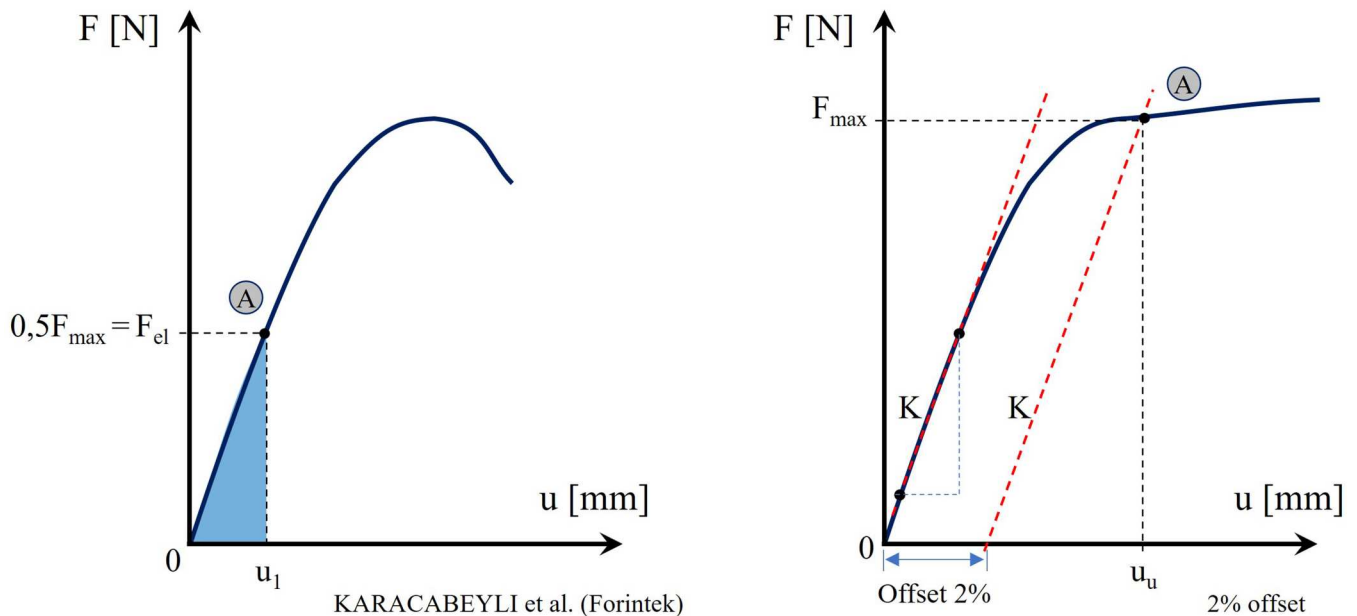 F [N]
A
0,5F_max = F_el
u [mm]
0
u_1
KARACABEYLI et al. (Forintek)
F [N]
A
F_max
K
K
u [mm]
0
Offset 2%
u_u
2% offset